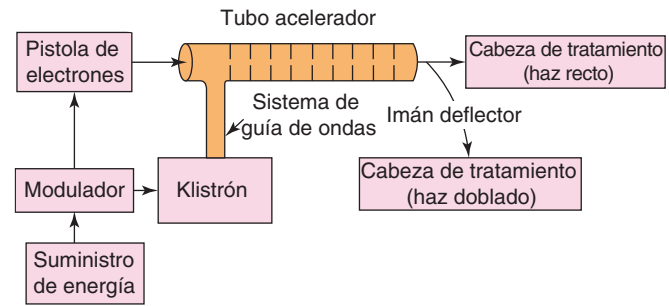 Tubo acelerador
Pistola de
electrones
Cabeza de tratamiento
(haz recto)
Sistema de
guía de ondas
Imán deflector
Modulador
Klistrón
Cabeza de tratamiento
(haz doblado)
Suministro
de energía